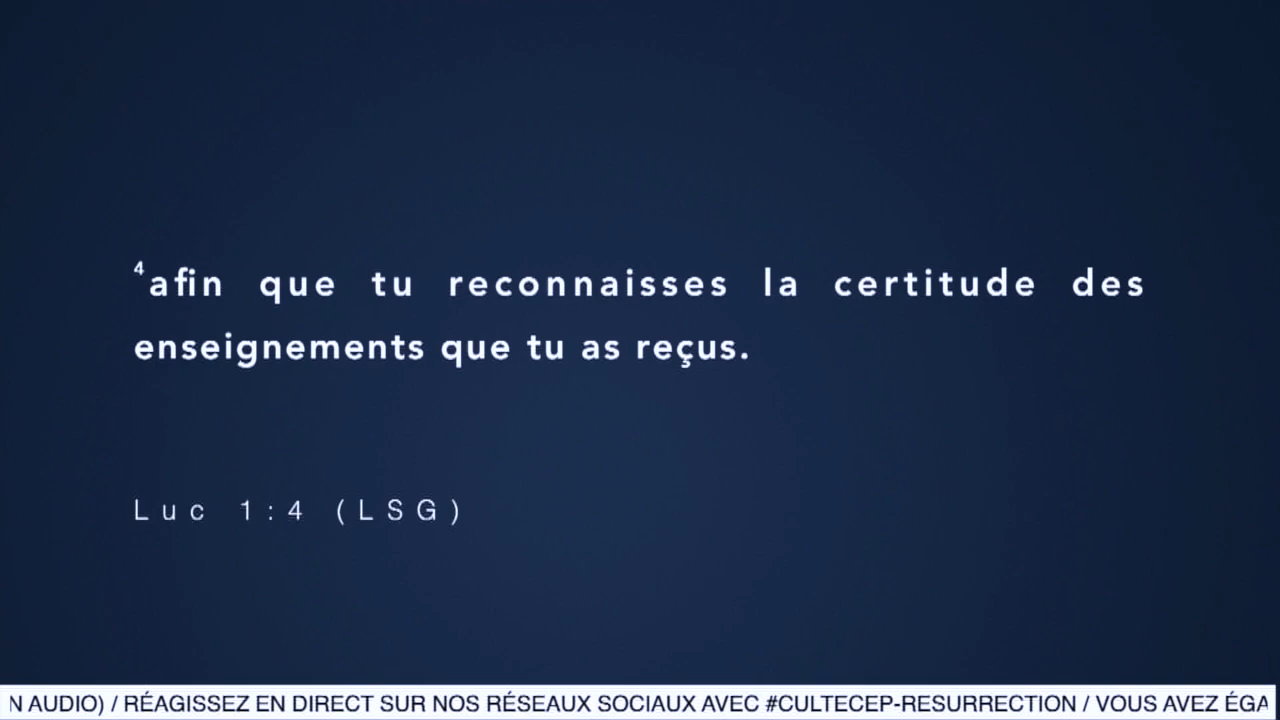 4afin que tu reconnaisses la certitude des
enseignements que tu as reçus.
Luc 1:4 (LSG)
N AUDIO) / RÉAGISSEZ EN DIRECT SUR NOS RÉSEAUX SOCIAUX AVEC #CULTECEP-RESURRECTION / VOUS AVEZ ÉGA